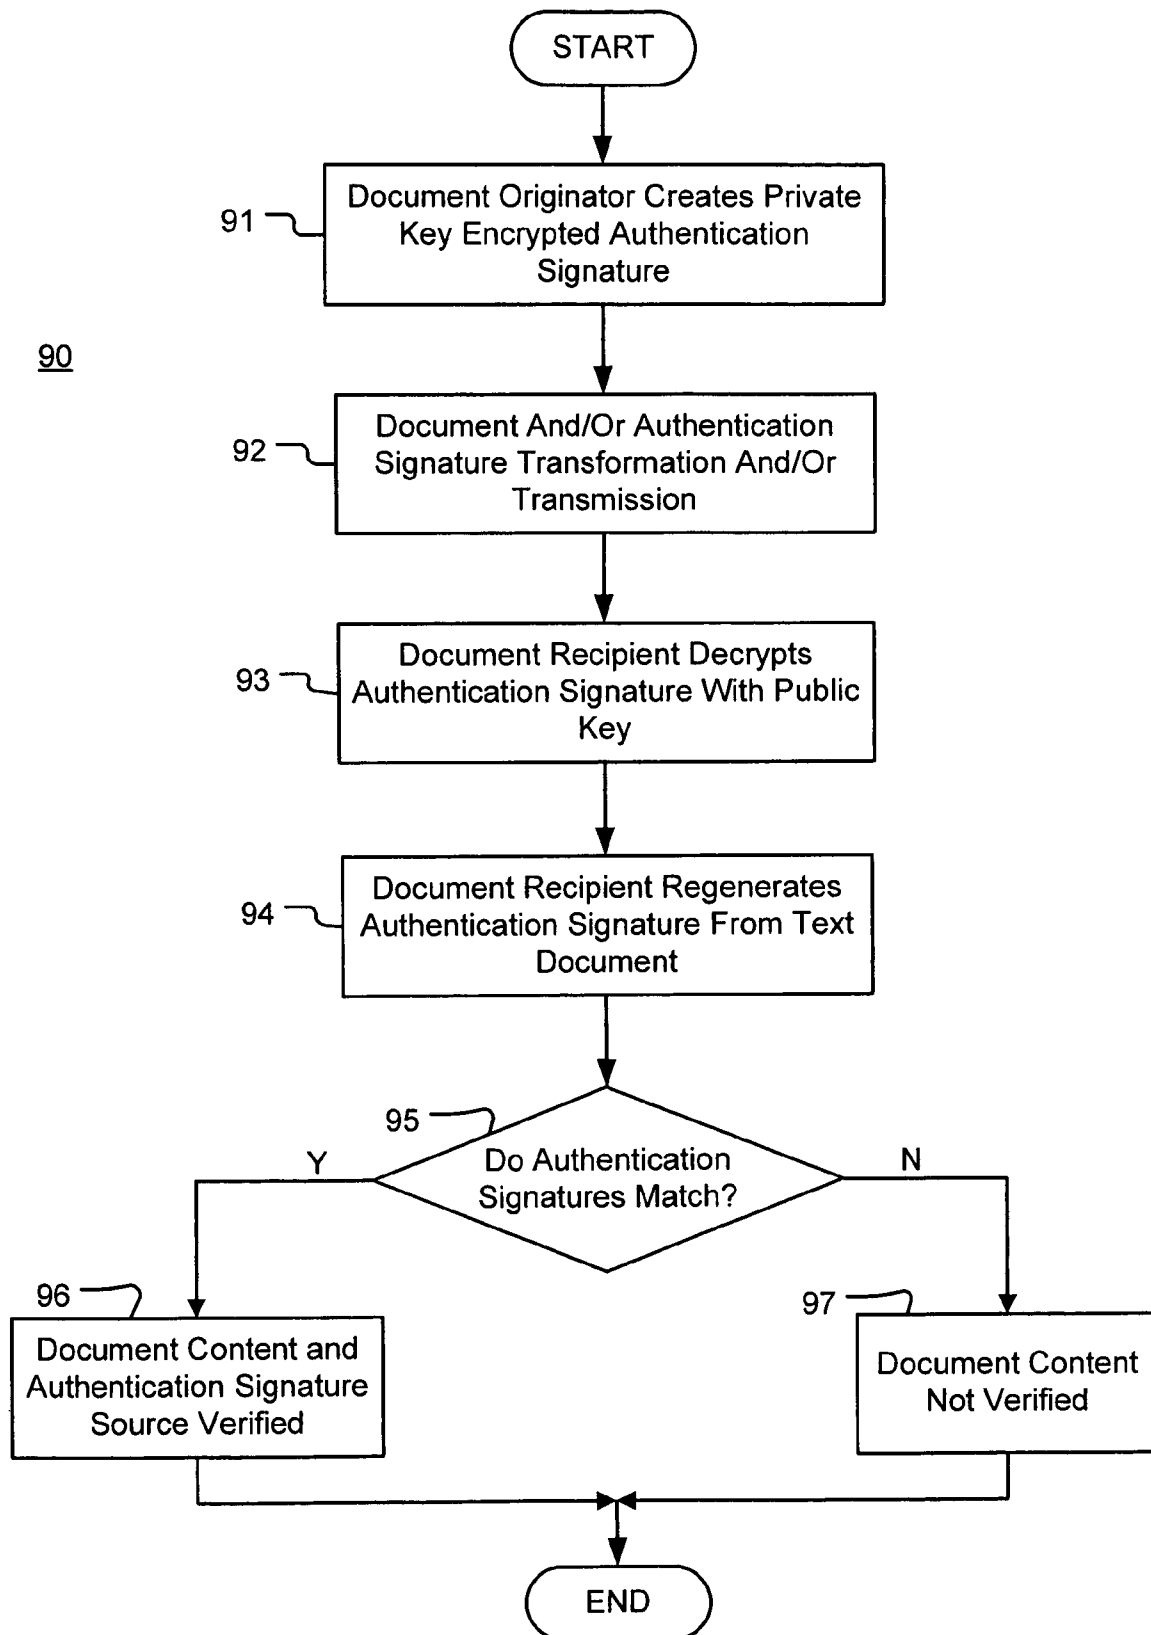 START
91
Document Originator Creates Private
Key Encrypted Authentication
Signature
90
92
Document And/Or Authentication
Signature Transformation And/Or
Transmission
93
Document Recipient Decrypts
Authentication Signature With Public
Key
94
Document Recipient Regenerates
Authentication Signature From Text
Document
95
Do Authentication
Signatures Match?
Y
N
96
Document Content and
Authentication Signature
Source Verified
97
Document Content
Not Verified
END